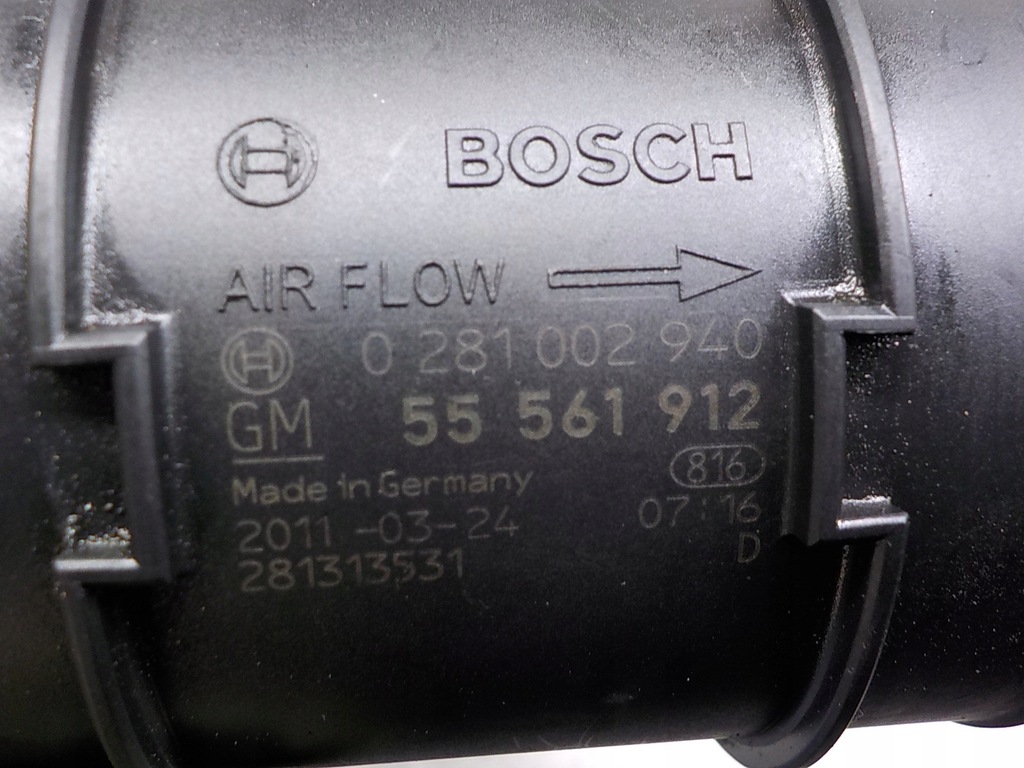 BOSCH
AIR FLOW
0 281 002 940
GM 55 561 912
816
Made in Germany
2011-03-24 07:16
281313531 D